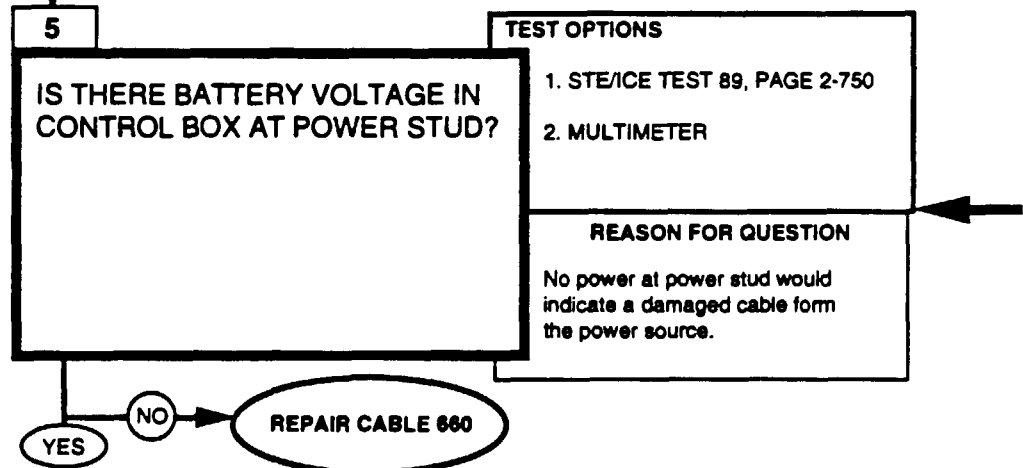 5
IS THERE BATTERY VOLTAGE IN
CONTROL BOX AT POWER STUD?
TEST OPTIONS
1. STE/ICE TEST 89, PAGE 2-750
2. MULTIMETER
REASON FOR QUESTION
No power at power stud would
indicate a damaged cable form
the power source.
NO
REPAIR CABLE 660
YES